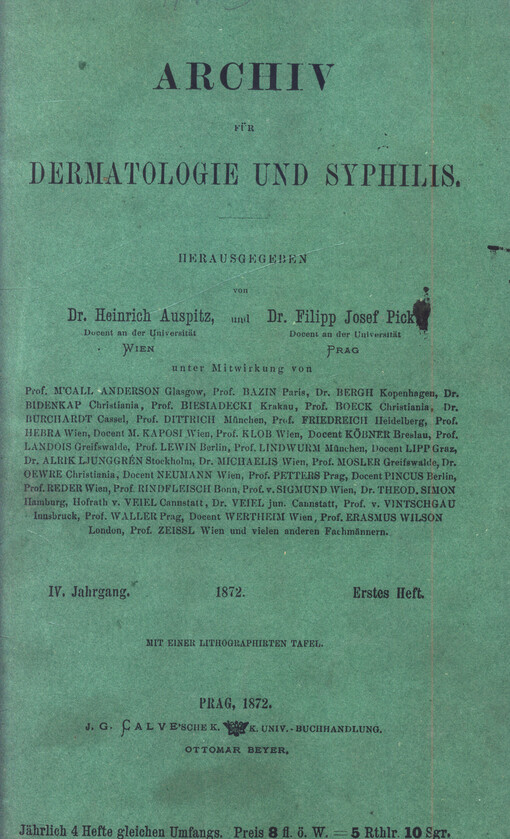 ARCHIV
FÜR
DERMATOLOGIE UND SYPHILIS.
HERAUSGEGEBEN
von
Dr. Heinrich Auspitz, und Dr. Filipp Josef Pick
Docent an der Universität Docent an der Universität
WIEN PRAG
unter Mitwirkung von
Prof. M'CALL ANDERSON Glasgow, Prof. BAZIN Paris, Dr. BERGH Kopenhagen, Dr.
BIDENKAP Christiania, Prof. BIESIADECKI Krakau, Prof. BOECK Christiania, Dr.
BURCHARDT Cassel, Prof. DITTRICH München, Prof. FRIEDREICH Heidelberg, Prof.
HEBRA Wien, Docent M. KAPOSI Wien, Prof. KLOB Wien, Docent KÖBNER Breslau, Prof.
LANDOIS Greifswalde, Prof. LEWIN Berlin, Prof. LINDWURM München, Docent LIPP Graz,
Dr. ALRIK LJUNGGRÉN Stockholm, Dr. MICHAELIS Wien, Prof. MOSLER Greifswalde, Dr.
OEWRE Christiania, Docent NEUMANN Wien, Prof. PETTERS Prag, Docent PINCUS Berlin,
Prof. REDER Wien, Prof. RINDFLEISCH Bonn, Prof. v. SIGMUND Wien, Dr. THEOD. SIMON
Hamburg, Hofrath v. VEIEL Cannstatt, Dr. VEIEL jun. Cannstatt, Prof. v. VINTSCHGAU
Innsbruck, Prof. WALLER Prag, Docent WERTHEIM Wien, Prof. ERASMUS WILSON
London, Prof. ZEISSL Wien und vielen anderen Fachmännern.
IV. Jahrgang. 1872. Erstes Heft.
MIT EINER LITHOGRAPHIRTEN TAFEL.
PRAG, 1872.
J. G. CALVE'SCHE K. K. UNIV.-BUCHHANDLUNG.
OTTOMAR BEYER.
Jährlich 4 Hefte gleichen Umfangs. Preis 8 fl. ö. W. = 5 Rthlr. 10 Sgr.